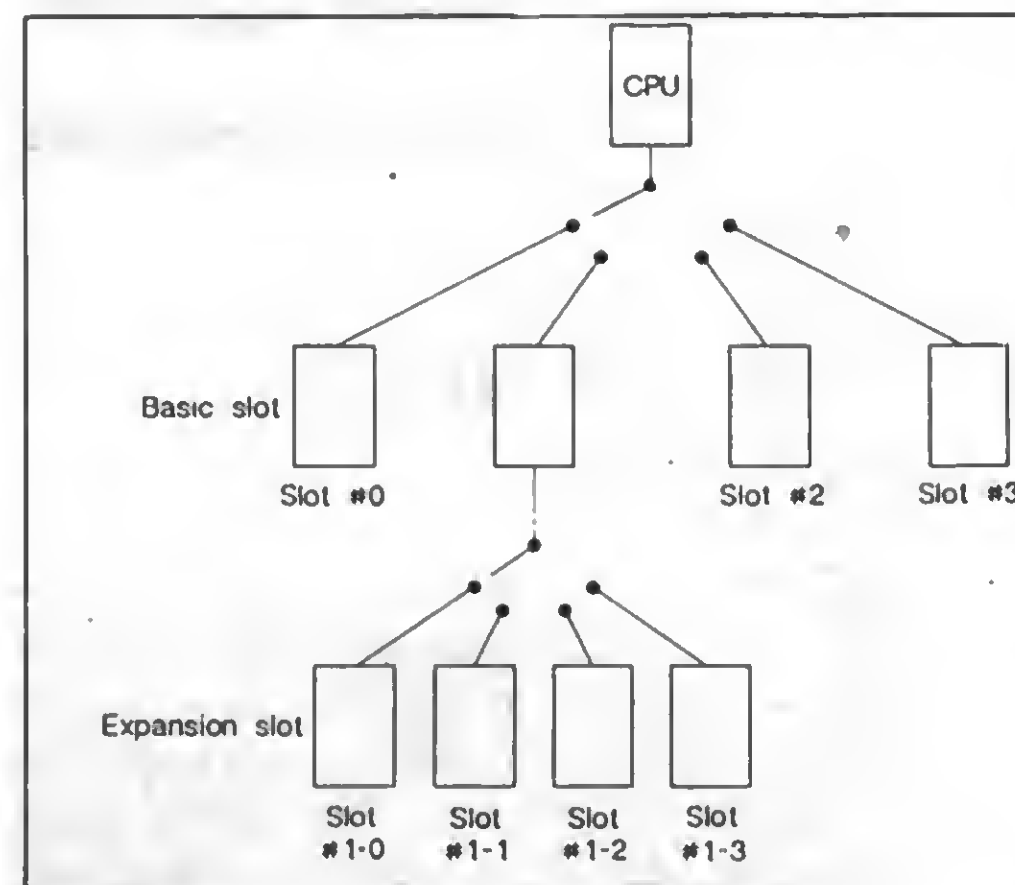 CPU
Basic slot
Slot #0
Slot #2
Slot #3
Expansion slot
Slot
#1-0
Slot
#1-1
Slot
#1-2
Slot
#1-3